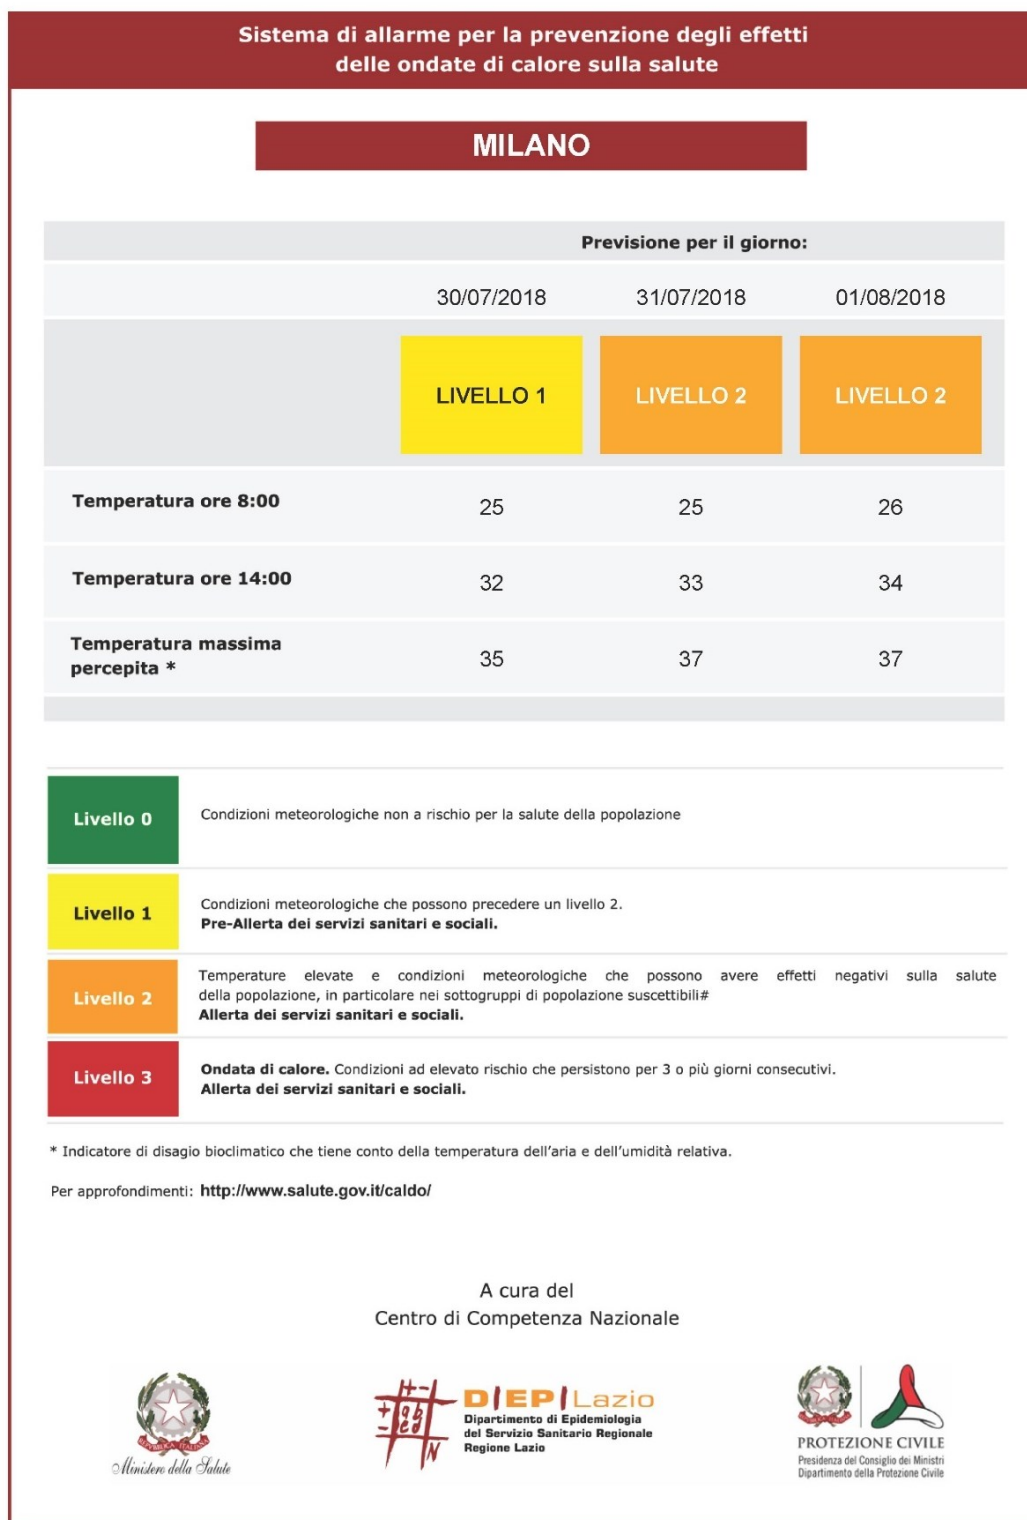 Sistema di allarme per la prevenzione degli effetti
delle ondate di calore sulla salute
MILANO
Previsione per il giorno:
30/07/2018 31/07/2018 01/08/2018
LIVELLO 1 LIVELLO 2 LIVELLO 2
Temperatura ore 8:00 25 25 26
Temperatura ore 14:00 32 33 34
Temperatura massima
percepita * 35 37 37
Livello 0 Condizioni meteorologiche non a rischio per la salute della popolazione
Livello 1 Condizioni meteorologiche che possono precedere un livello 2.
Pre-Allerta dei servizi sanitari e sociali.
Livello 2 Temperature elevate e condizioni meteorologiche che possono avere effetti negativi sulla salute
della popolazione, in particolare nei sottogruppi di popolazione suscettibili#
Allerta dei servizi sanitari e sociali.
Livello 3 Ondata di calore. Condizioni ad elevato rischio che persistono per 3 o più giorni consecutivi.
Allerta dei servizi sanitari e sociali.
* Indicatore di disagio bioclimatico che tiene conto della temperatura dell'aria e dell'umidità relativa.
Per approfondimenti: http://www.salute.gov.it/caldo/
A cura del
Centro di Competenza Nazionale
Ministero della Salute
D/EP/Lazio
Dipartimento di Epidemiologia
del Servizio Sanitario Regionale
Regione Lazio
PROTEZIONE CIVILE
Presidenza del Consiglio dei Ministri
Dipartimento della Protezione Civile